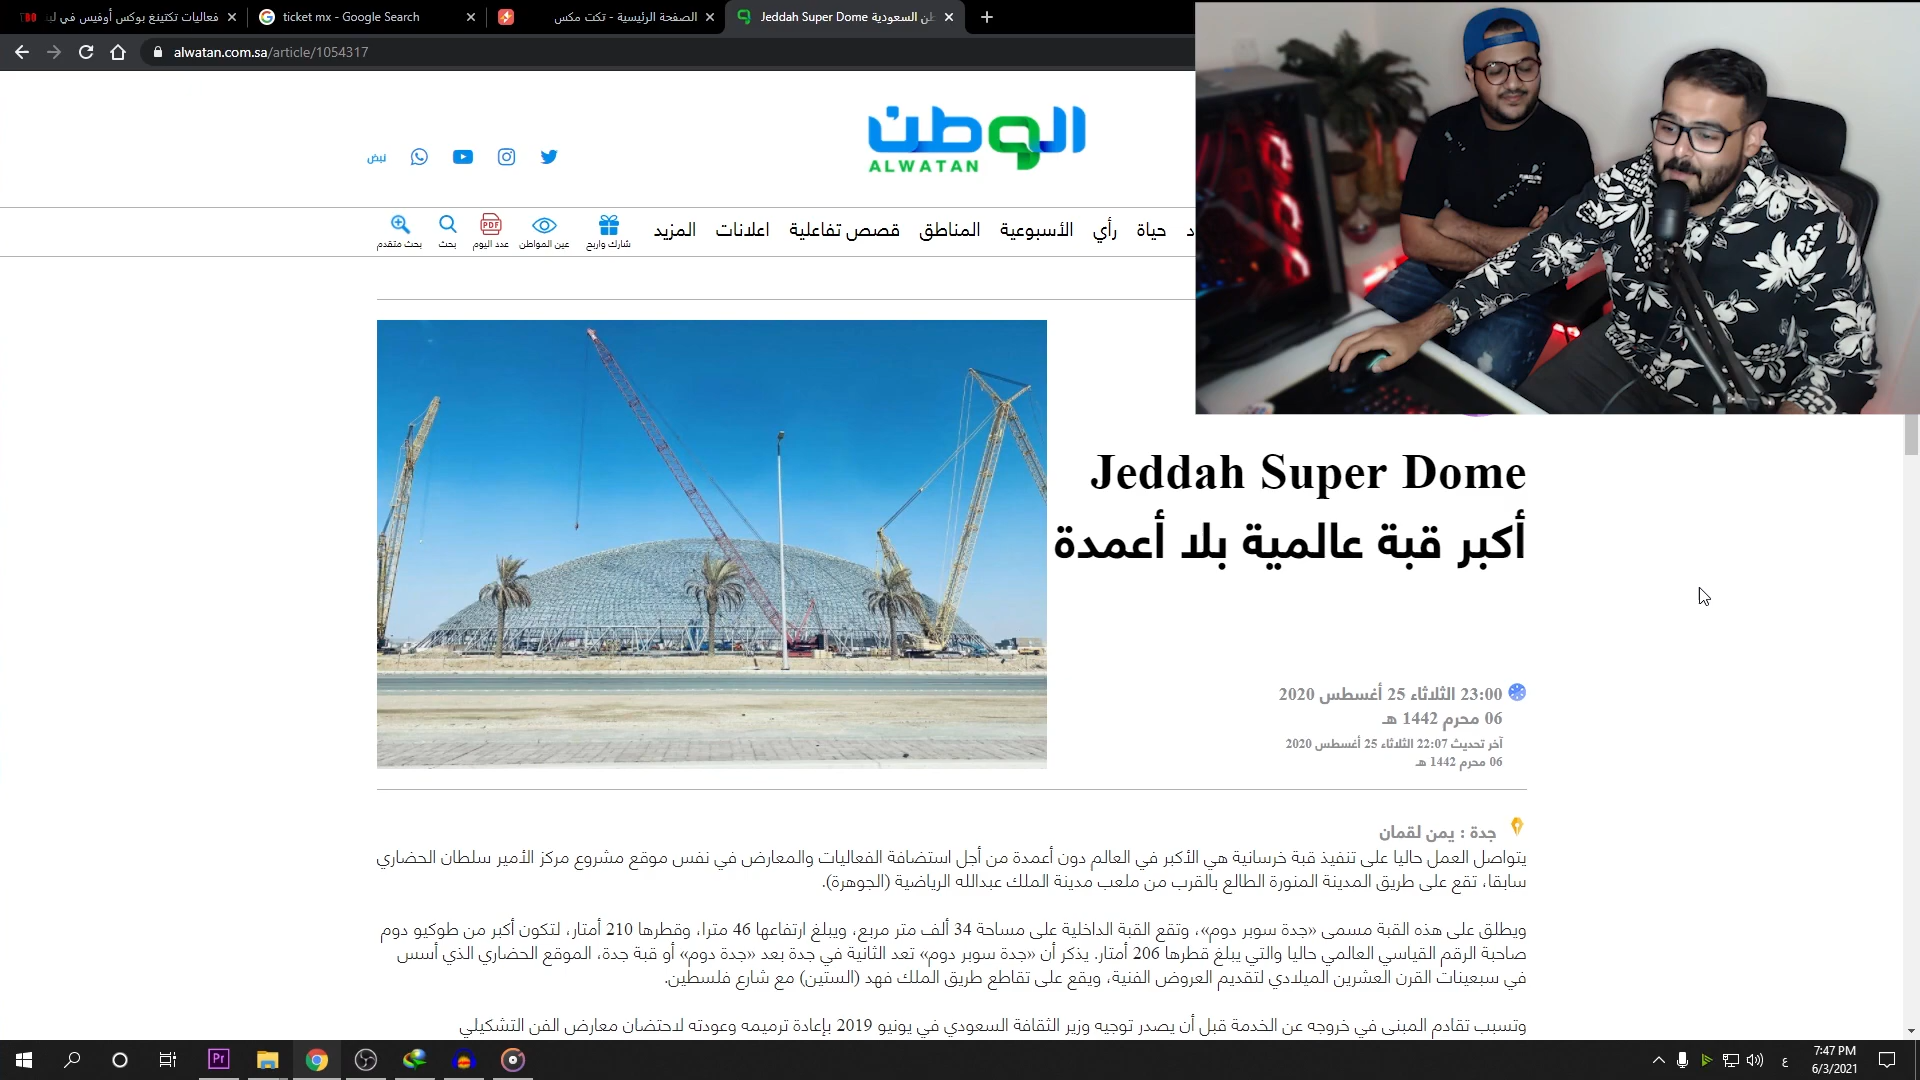 فعاليات تكتينغ بوكس أوفيس في
ticket mx - Google Search
الصفحة الرئيسية - تكت مكس
Jeddah Super Dome طن السعودية
alwatan.com.sa/article/1054317
الوطن
ALWATAN
نبض
بحث متقدم
بحث
PDF
عدد اليوم
عين المواطن
شارك واربح
حياة
رأي
الأسبوعية
المناطق
قصص تفاعلية
اعلانات
المزيد
Jeddah Super Dome
أكبر قبة عالمية بلا أعمدة
23:00 الثلاثاء 25 أغسطس 2020
06 محرم 1442 هـ
آخر تحديث 22:07 الثلاثاء 25 أغسطس 2020
06 محرم 1442 هـ
جدة : يمن لقمان
يتواصل العمل حاليا على تنفيذ قبة خرسانية هي الأكبر في العالم دون أعمدة من أجل استضافة الفعاليات والمعارض في نفس موقع مشروع مركز الأمير سلطان الحضاري
سابقا، تقع على طريق المدينة المنورة الطالع بالقرب من ملعب مدينة الملك عبدالله الرياضية (الجوهرة).
ويطلق على هذه القبة مسمى «جدة سوبر دوم»، وتقع القبة الداخلية على مساحة 34 ألف متر مربع، ويبلغ ارتفاعها 46 مترا، وقطرها 210 أمتار، لتكون أكبر من طوكيو دوم
صاحبة الرقم القياسي العالمي حاليا والتي يبلغ قطرها 206 أمتار. يذكر أن «جدة سوبر دوم» تعد الثانية في جدة بعد «جدة دوم» أو قبة جدة، الموقع الحضاري الذي أسس
في سبعينات القرن العشرين الميلادي لتقديم العروض الفنية، ويقع على تقاطع طريق الملك فهد (الستين) مع شارع فلسطين.
وتسبب تقادم المبنى في خروجه عن الخدمة قبل أن يصدر توجيه وزير الثقافة السعودي في يونيو 2019 بإعادة ترميمه وعودته لاحتضان معارض الفن التشكيلي
Pr
ع
7:47 PM
6/3/2021